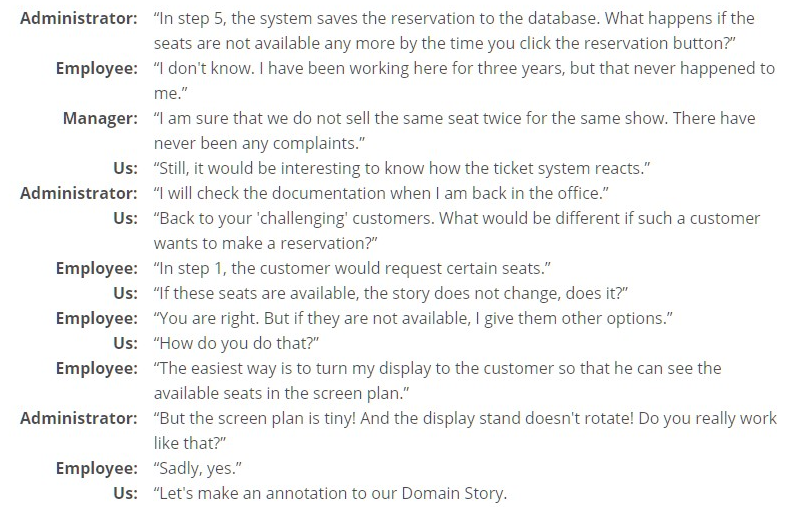 Administrator: “In step 5, the system saves the reservation to the database. What happens if the
seats are not available any more by the time you click the reservation button?”
Employee: “I don't know. I have been working here for three years, but that never happened to
me.”
Manager: “I am sure that we do not sell the same seat twice for the same show. There have
never been any complaints.”
Us: “Still, it would be interesting to know how the ticket system reacts.”
Administrator: “I will check the documentation when I am back in the office.”
Us: “Back to your 'challenging' customers. What would be different if such a customer
wants to make a reservation?”
Employee: “In step 1, the customer would request certain seats.”
Us: “If these seats are available, the story does not change, does it?”
Employee: “You are right. But if they are not available, I give them other options.”
Us: “How do you do that?”
Employee: “The easiest way is to turn my display to the customer so that he can see the
available seats in the screen plan.”
Administrator: “But the screen plan is tiny! And the display stand doesn't rotate! Do you really work
like that?”
Employee: “Sadly, yes.”
Us: “Let's make an annotation to our Domain Story.